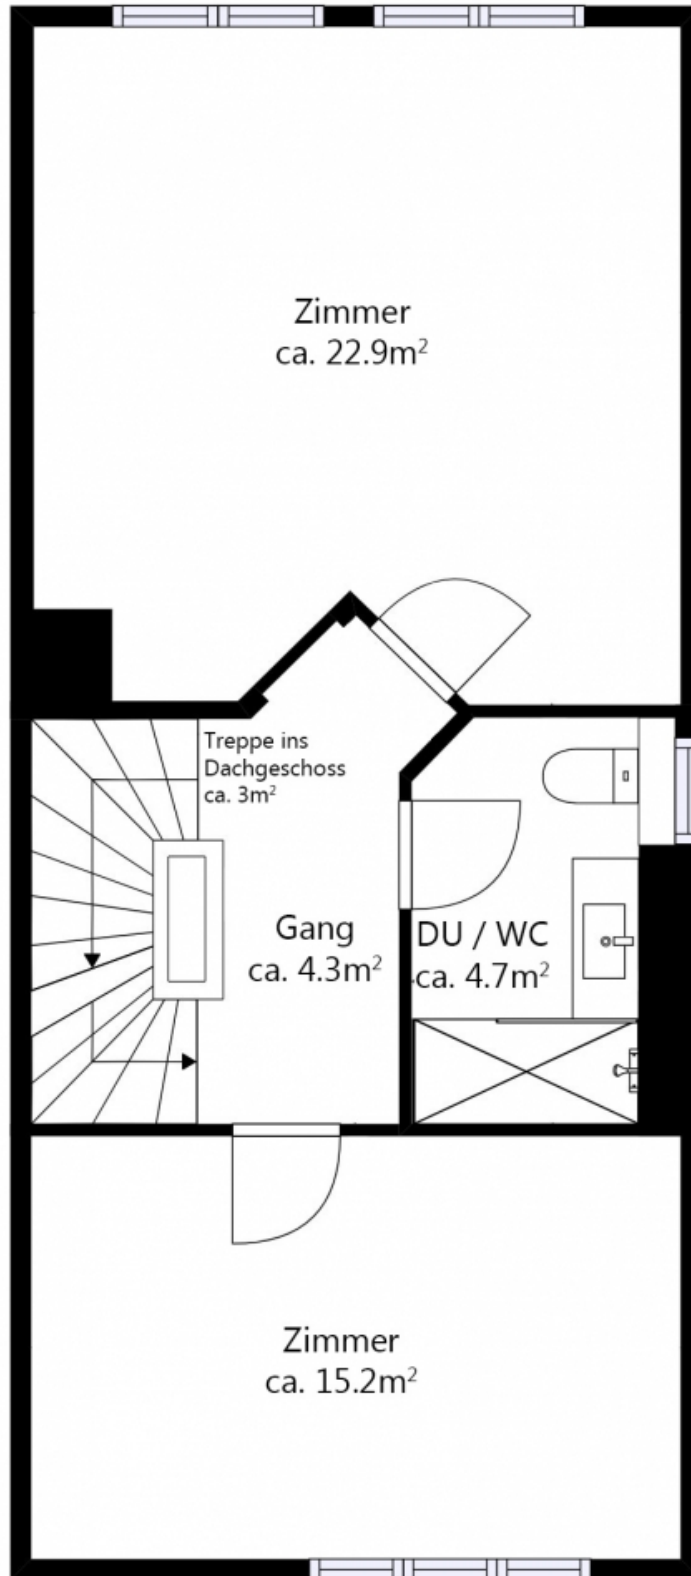 Zimmer
ca. 22.9m²
Treppe ins
Dachgeschoss
ca. 3m²
Gang
ca. 4.3m²
DU / WC
ca. 4.7m²
Zimmer
ca. 15.2m²